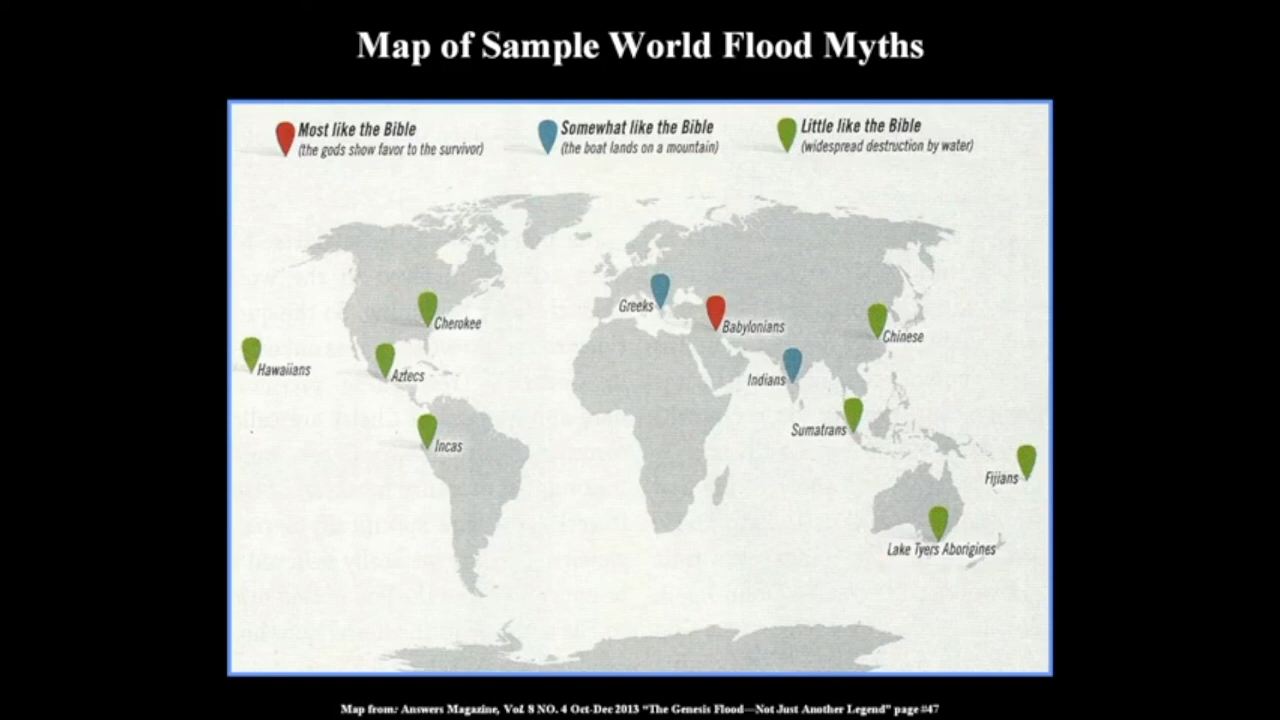 Map of Sample World Flood Myths
Most like the Bible
(the gods show favor to the survivor)
Somewhat like the Bible
(the boat lands on a mountain)
Little like the Bible
(widespread destruction by water)
Greeks
Cherokee
Babylonians
Chinese
Hawaiians
Aztecs
Indians
Sumatrans
Incas
Fijians
Lake Tyers Aborigines
Map from: Answers Magazine, Vol. 8 NO. 4 Oct-Dec 2013 “The Genesis Flood—Not Just Another Legend” page #47